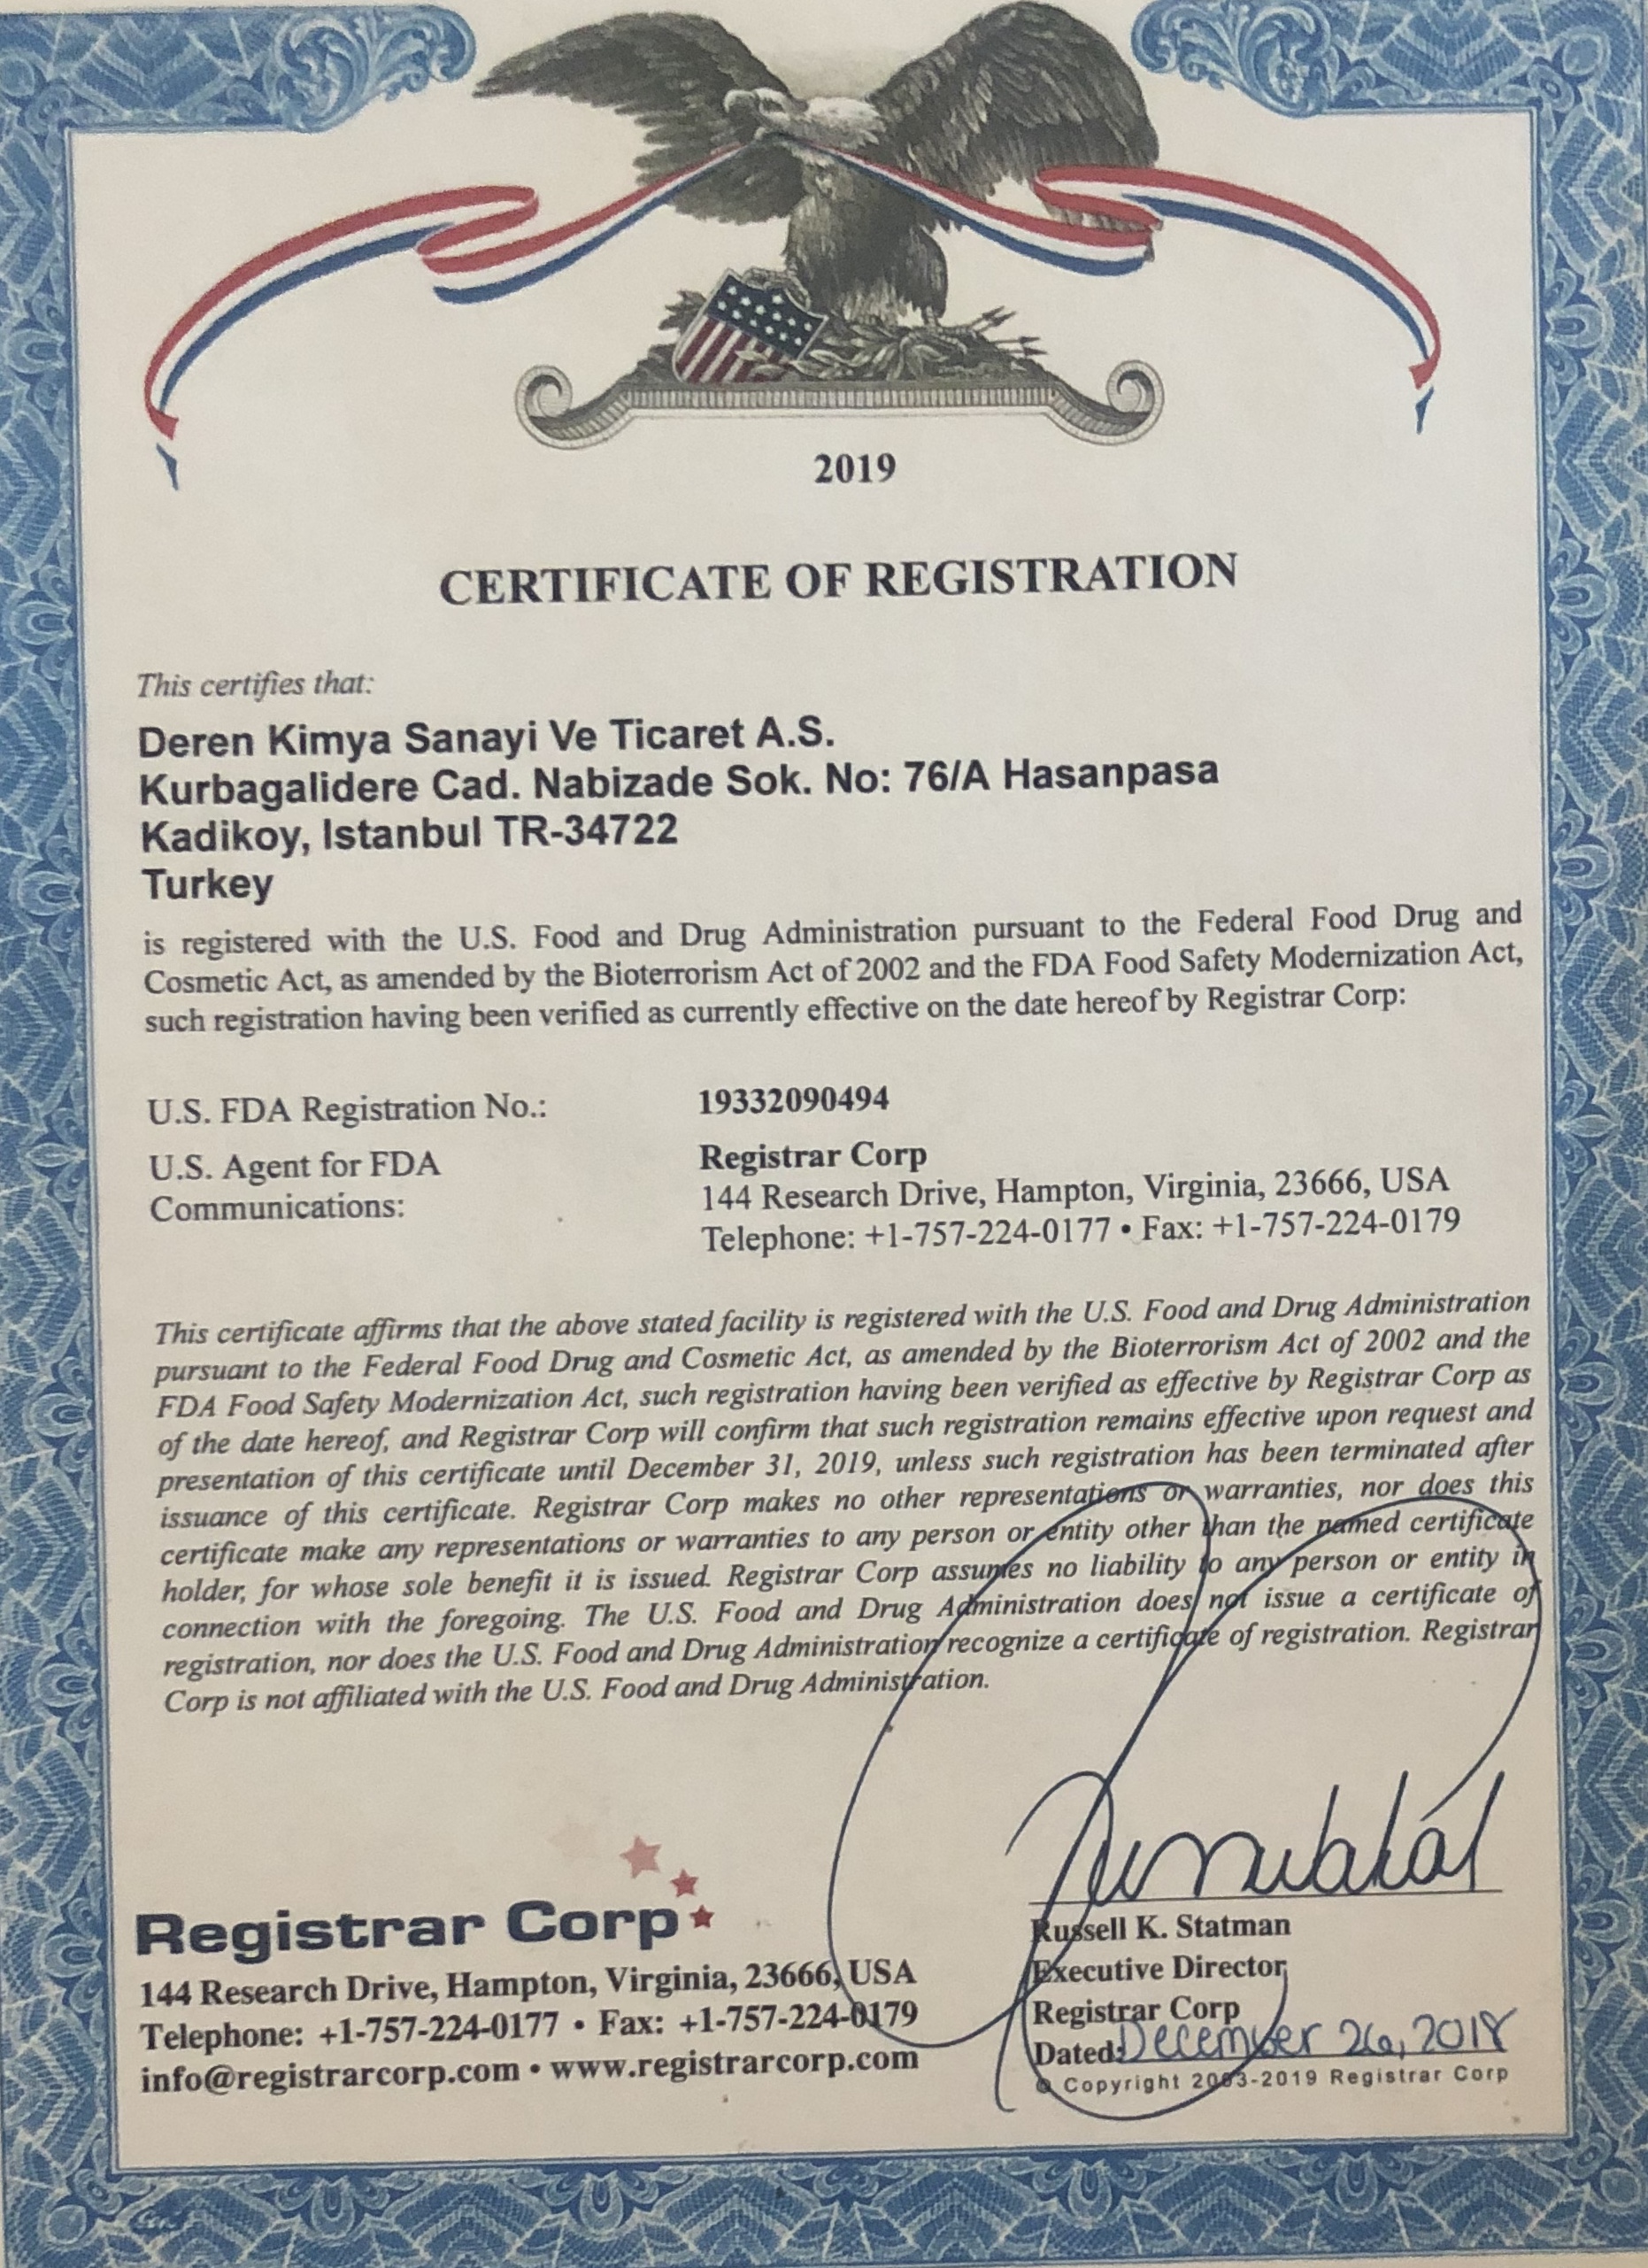 2019
CERTIFICATE OF REGISTRATION
This certifies that:
Deren Kimya Sanayi Ve Ticaret A.S.
Kurbagalidere Cad. Nabizade Sok. No: 76/A Hasanpasa
Kadikoy, Istanbul TR-34722
Turkey
is registered with the U.S. Food and Drug Administration pursuant to the Federal Food Drug and
Cosmetic Act, as amended by the Bioterrorism Act of 2002 and the FDA Food Safety Modernization Act,
such registration having been verified as currently effective on the date hereof by Registrar Corp:
U.S. FDA Registration No.: 19332090494
U.S. Agent for FDA Registrar Corp
Communications: 144 Research Drive, Hampton, Virginia, 23666, USA
Telephone: +1-757-224-0177 • Fax: +1-757-224-0179
This certificate affirms that the above stated facility is registered with the U.S. Food and Drug Administration
pursuant to the Federal Food Drug and Cosmetic Act, as amended by the Bioterrorism Act of 2002 and the
FDA Food Safety Modernization Act, such registration having been verified as effective by Registrar Corp as
of the date hereof, and Registrar Corp will confirm that such registration remains effective upon request and
presentation of this certificate until December 31, 2019, unless such registration has been terminated after
issuance of this certificate. Registrar Corp makes no other representations or warranties, nor does this
certificate make any representations or warranties to any person or entity other than the named certificate
holder, for whose sole benefit it is issued. Registrar Corp assumes no liability to any person or entity in
connection with the foregoing. The U.S. Food and Drug Administration does not issue a certificate of
registration, nor does the U.S. Food and Drug Administration recognize a certificate of registration. Registrar
Corp is not affiliated with the U.S. Food and Drug Administration.
Registrar Corp
144 Research Drive, Hampton, Virginia, 23666, USA
Telephone: +1-757-224-0177 • Fax: +1-757-224-0179
info@registrarcorp.com • www.registrarcorp.com
Russell K. Statman
Executive Director
Registrar Corp
Dated: December 26, 2018
© Copyright 2003-2019 Registrar Corp